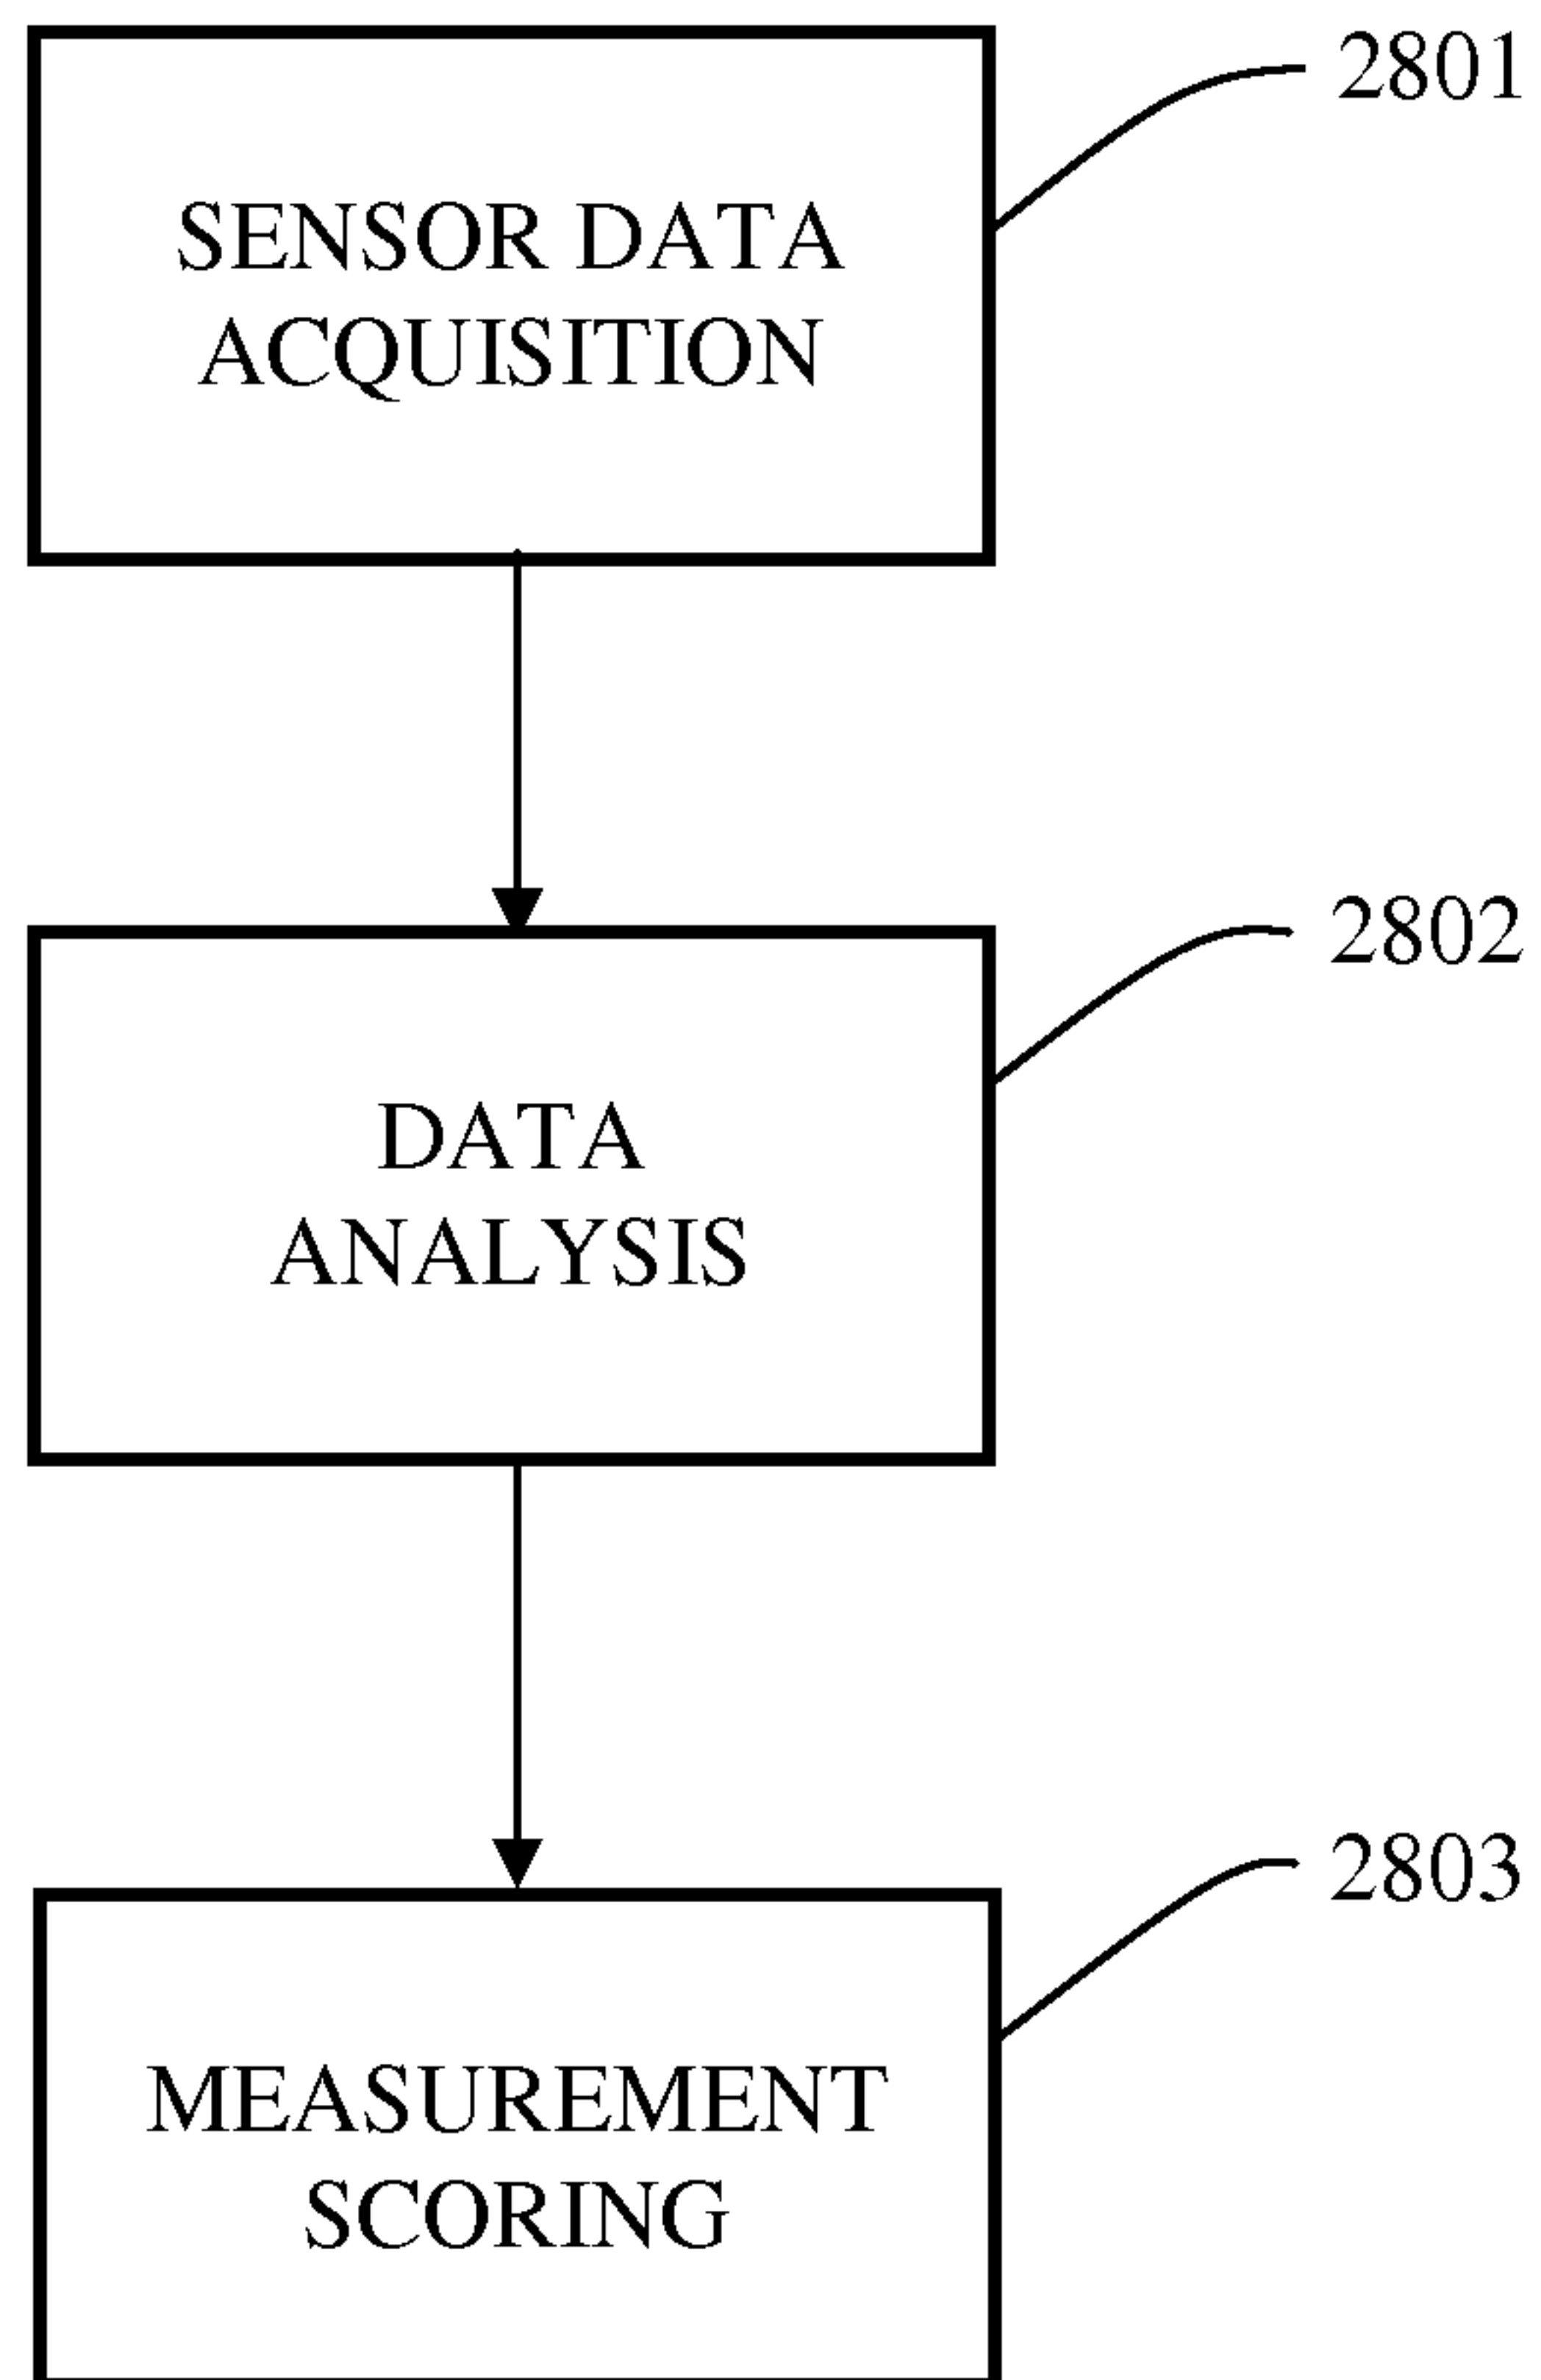 2801
SENSOR DATA
ACQUISITION
2802
DATA
ANALYSIS
2803
MEASUREMENT
SCORING